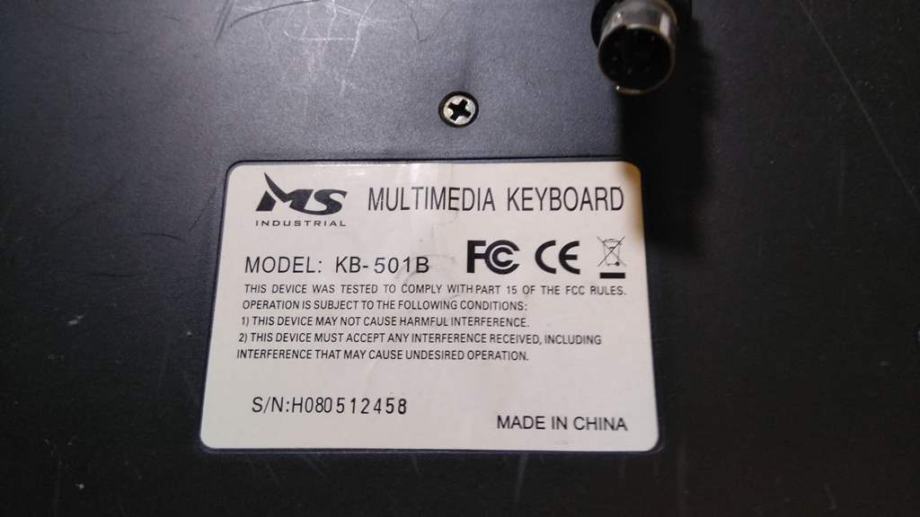 MS MULTIMEDIA KEYBOARD
INDUSTRIAL
MODEL: KB-501B FC CE
THIS DEVICE WAS TESTED TO COMPLY WITH PART 15 OF THE FCC RULES.
OPERATION IS SUBJECT TO THE FOLLOWING CONDITIONS:
1) THIS DEVICE MAY NOT CAUSE HARMFUL INTERFERENCE.
2) THIS DEVICE MUST ACCEPT ANY INTERFERENCE RECEIVED, INCLUDING
INTERFERENCE THAT MAY CAUSE UNDESIRED OPERATION.
S/N:H080512458
MADE IN CHINA